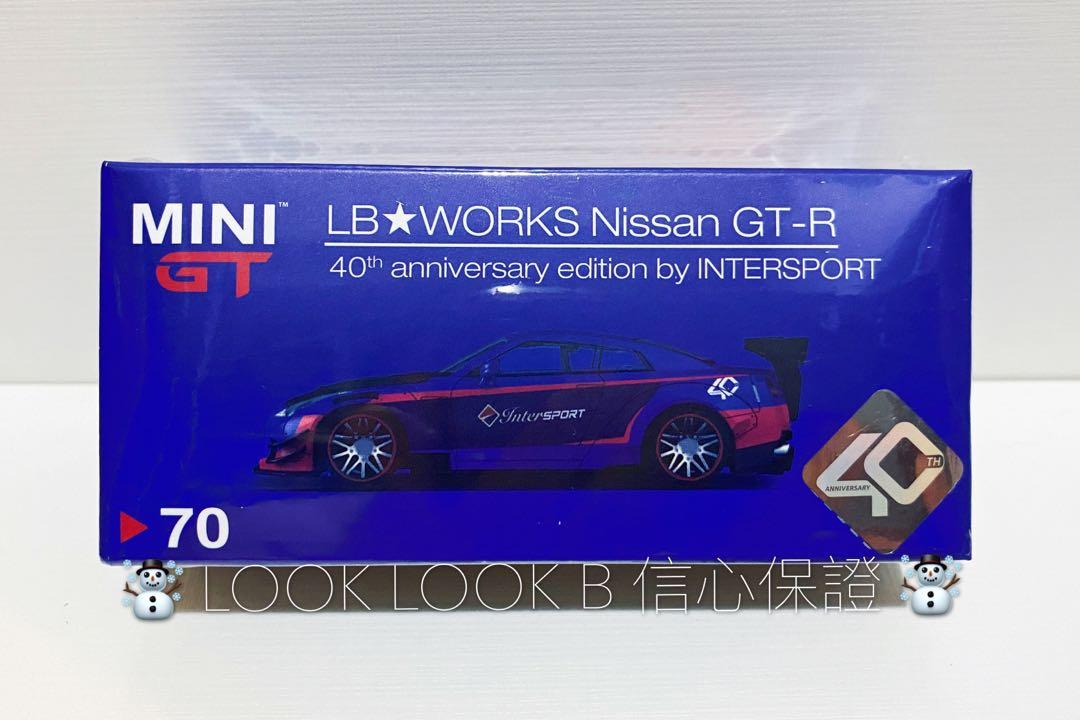 MINI™
GT
LB★WORKS Nissan GT-R
40th anniversary edition by INTERSPORT
InterSPORT
40
40TH
ANNIVERSARY
70
LOOK LOOK B 信心保證